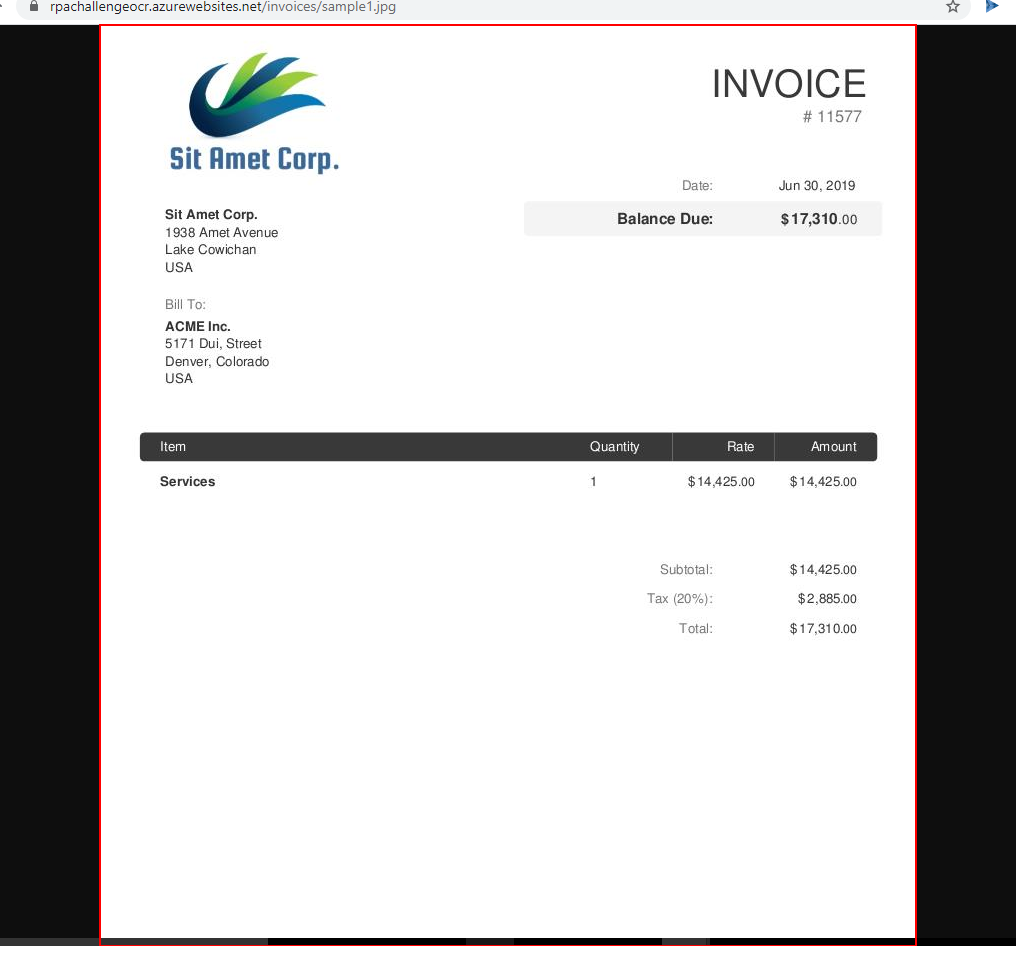 rpachallengeocr.azurewebsites.net/invoices/sample1.jpg
Sit Amet Corp.
INVOICE
# 11577
Date: Jun 30, 2019
Balance Due: $17,310.00
Sit Amet Corp.
1938 Amet Avenue
Lake Cowichan
USA
Bill To:
ACME Inc.
5171 Dui, Street
Denver, Colorado
USA
Item Quantity Rate Amount
Services 1 $14,425.00 $14,425.00
Subtotal: $14,425.00
Tax (20%): $2,885.00
Total: $17,310.00